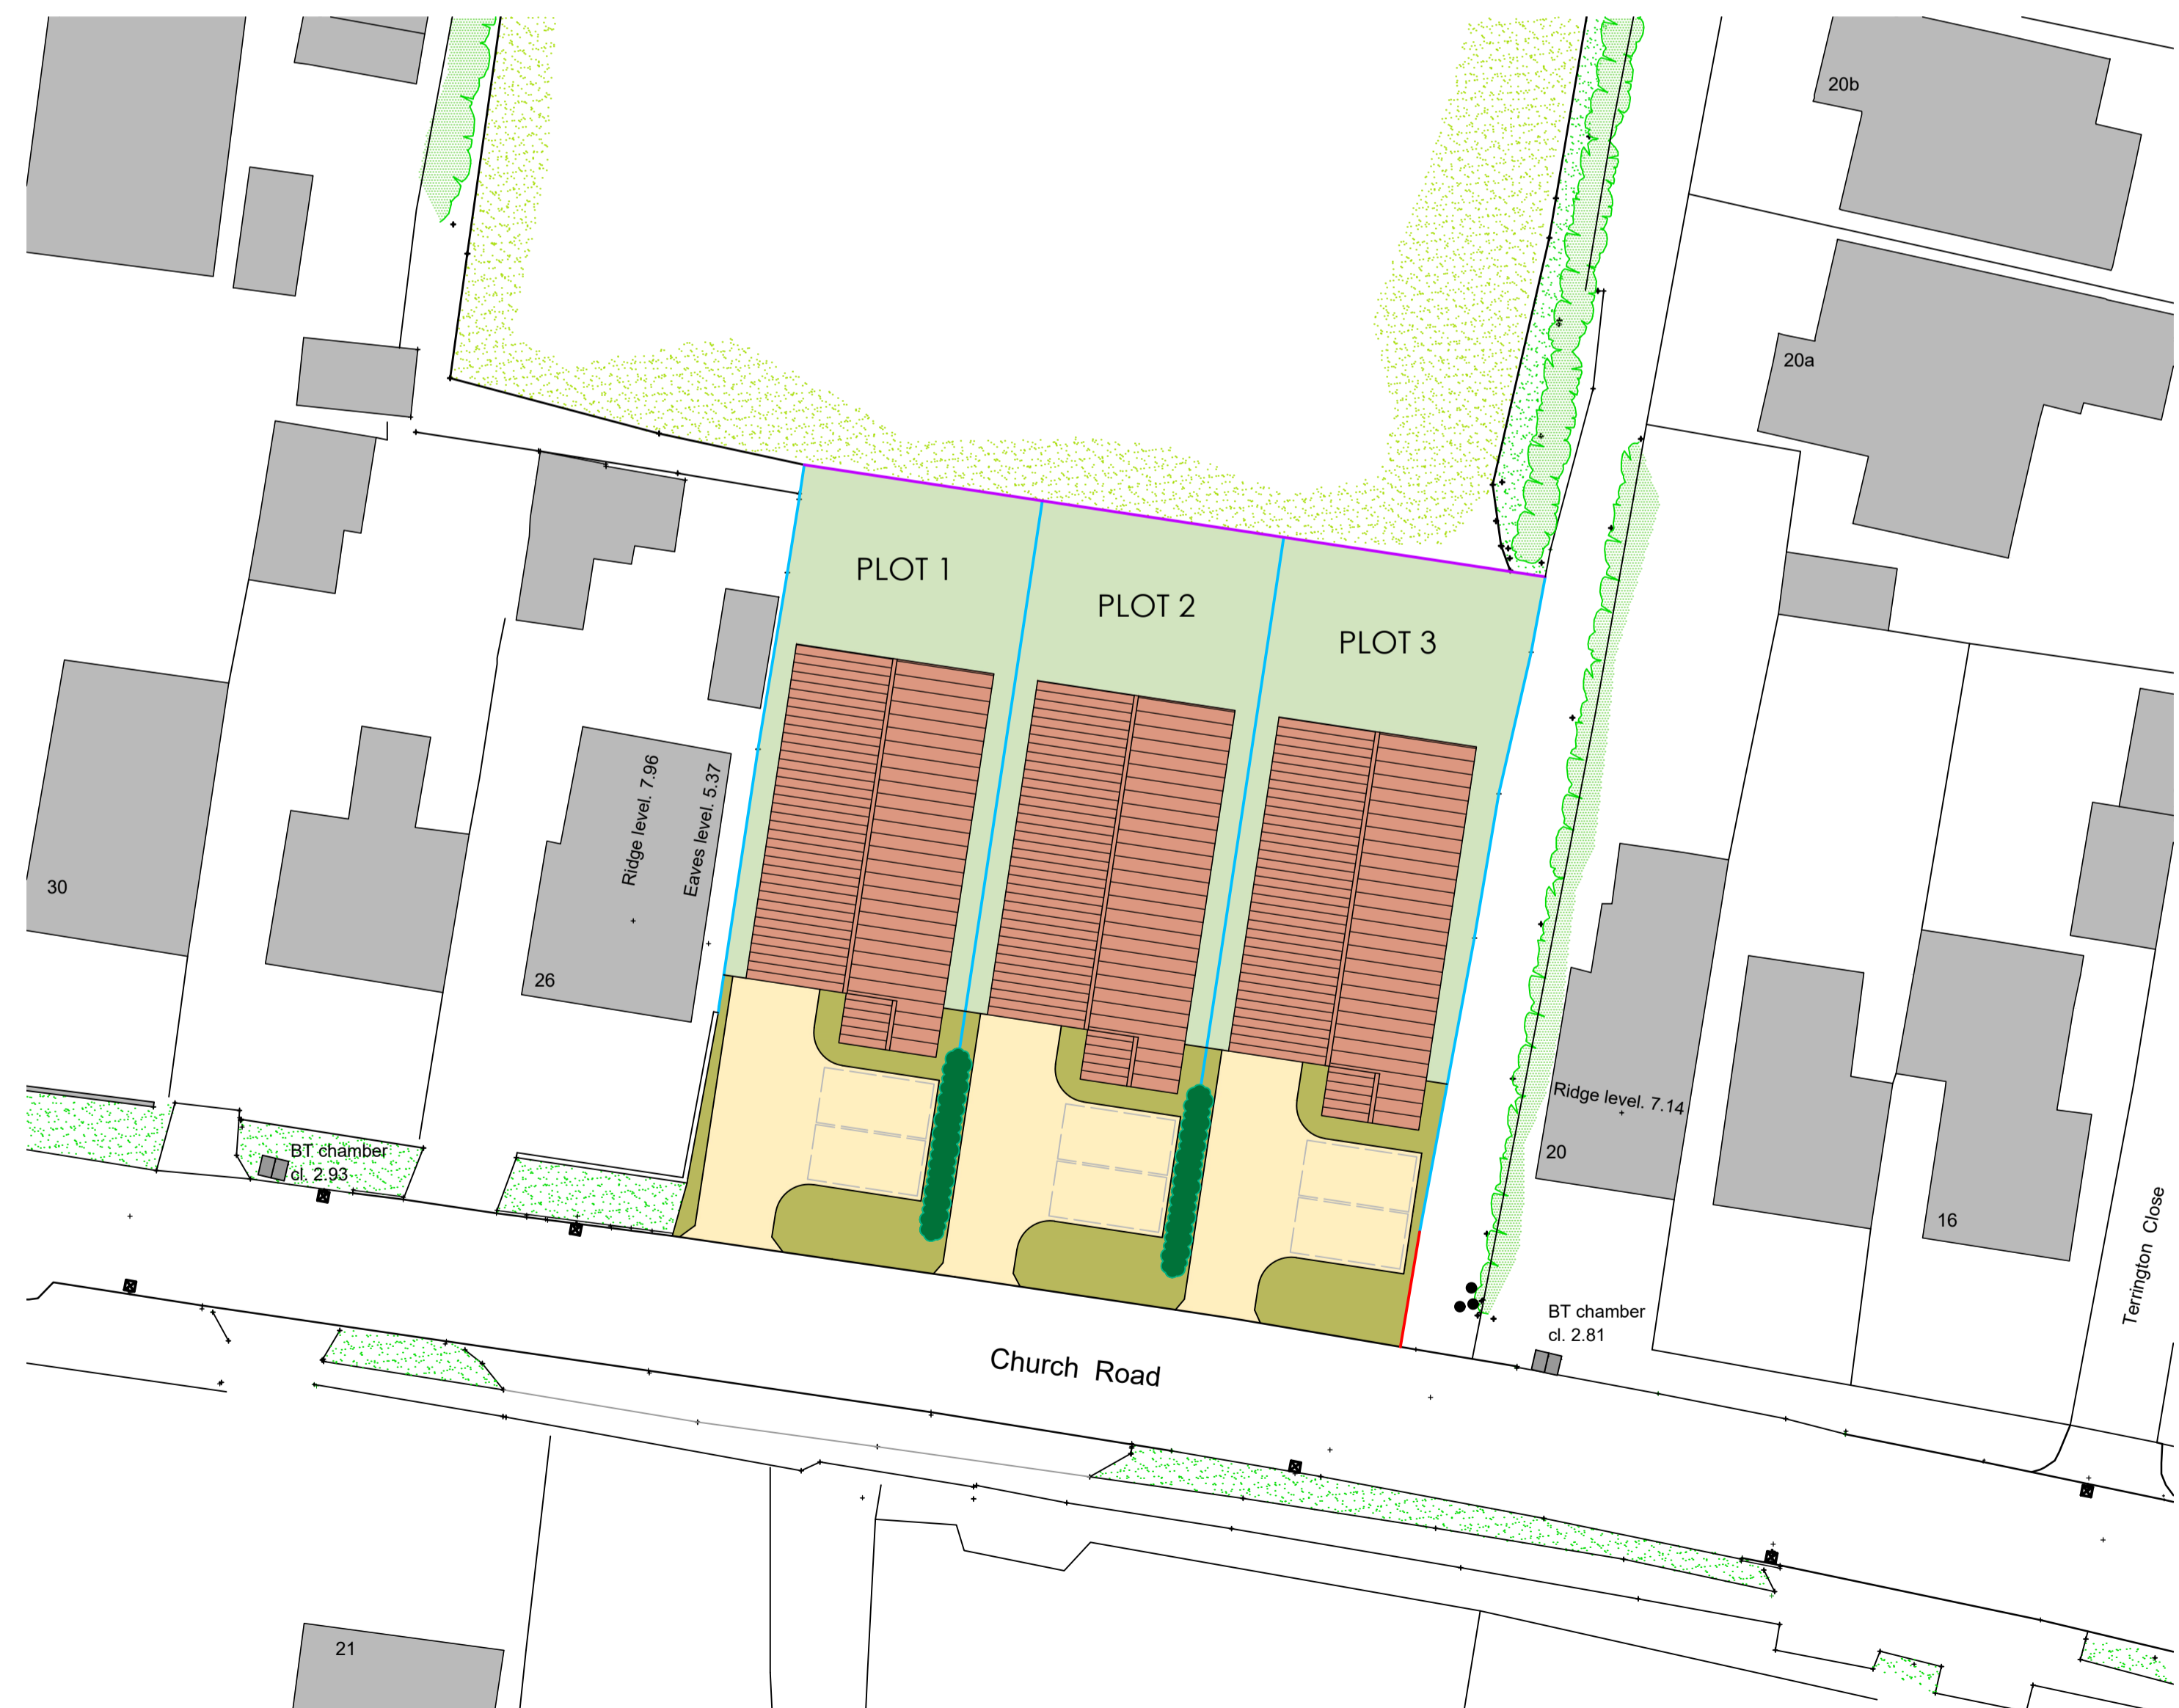 20b
20a
PLOT 1
PLOT 2
PLOT 3
Ridge level. 7.96
Eaves level. 5.37
30
26
Ridge level. 7.14
20
16
BT chamber
cl. 2.93
Terrington Close
BT chamber
cl. 2.81
Church Road
21